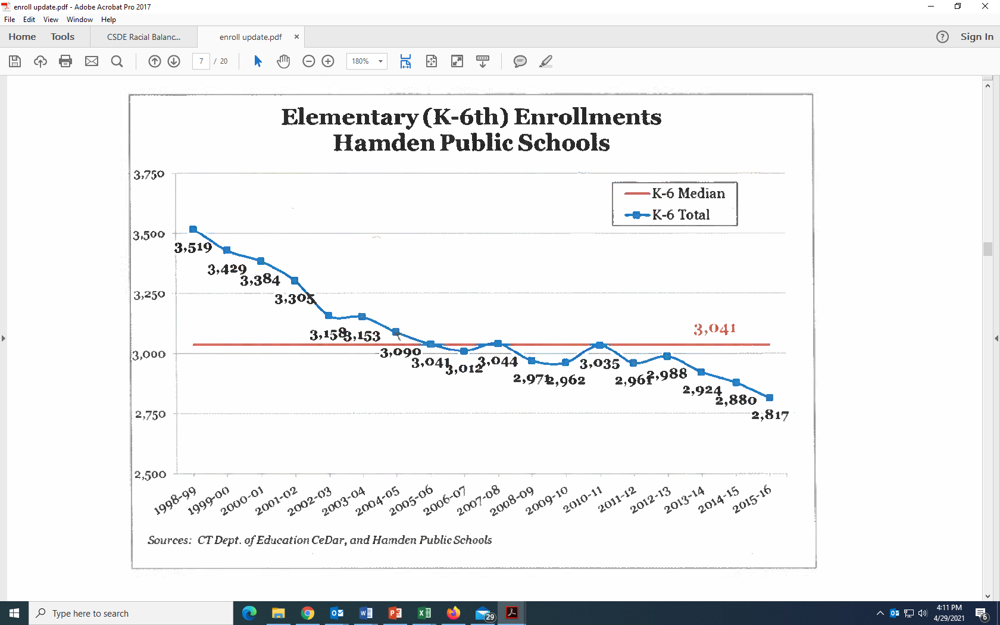 enroll update.pdf - Adobe Acrobat Pro 2017
File Edit View Window Help
Home Tools CSDE Racial Balanc... enroll update.pdf × ? Sign In
7 / 20 180%
Elementary (K-6th) Enrollments
Hamden Public Schools
3,750
K-6 Median
K-6 Total
3,500
3,519
3,429
3,384
3,250
3,305
3,158
3,153
3,041
3,000
3,090
3,041
3,012
3,044
2,971
2,962
3,035
2,961
2,988
2,924
2,880
2,817
2,750
2,500
1998-99 1999-00 2000-01 2001-02 2002-03 2003-04 2004-05 2005-06 2006-07 2007-08 2008-09 2009-10 2010-11 2011-12 2012-13 2013-14 2014-15 2015-16
Sources: CT Dept. of Education CeDar, and Hamden Public Schools
Type here to search
29
4:11 PM
4/29/2021
6